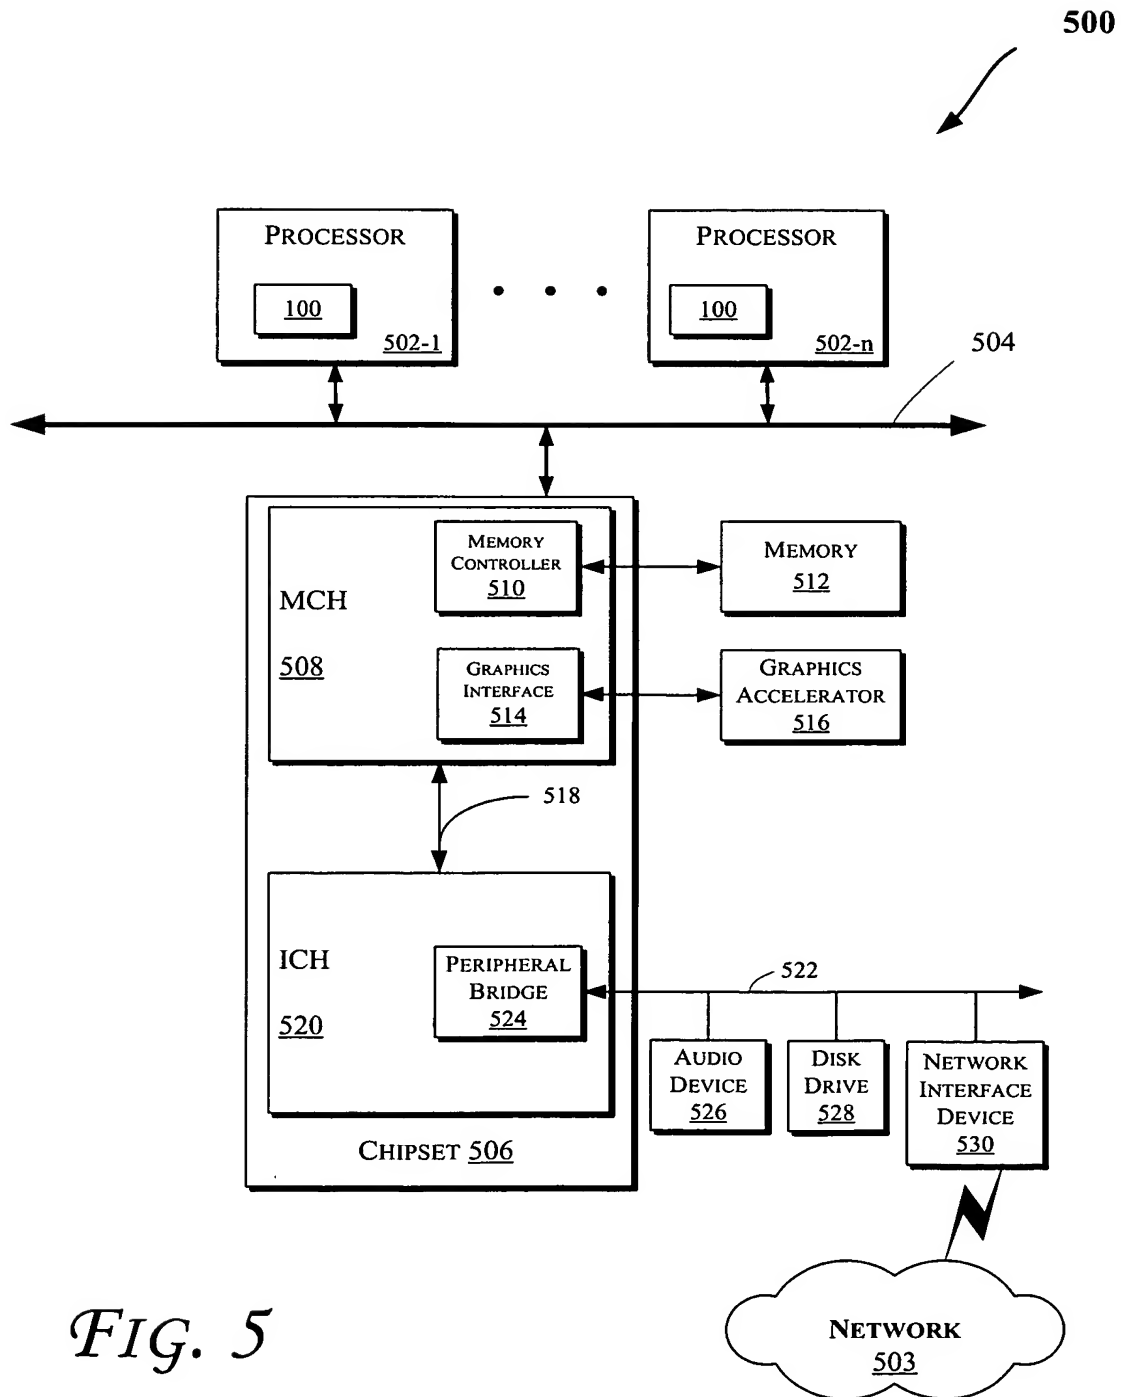 500
PROCESSOR
100
502-1
PROCESSOR
100
502-n
504
MCH
508
MEMORY
CONTROLLER
510
MEMORY
512
GRAPHICS
INTERFACE
514
GRAPHICS
ACCELERATOR
516
518
ICH
520
PERIPHERAL
BRIDGE
524
522
AUDIO
DEVICE
526
DISK
DRIVE
528
NETWORK
INTERFACE
DEVICE
530
CHIPSET 506
NETWORK
503
FIG. 5